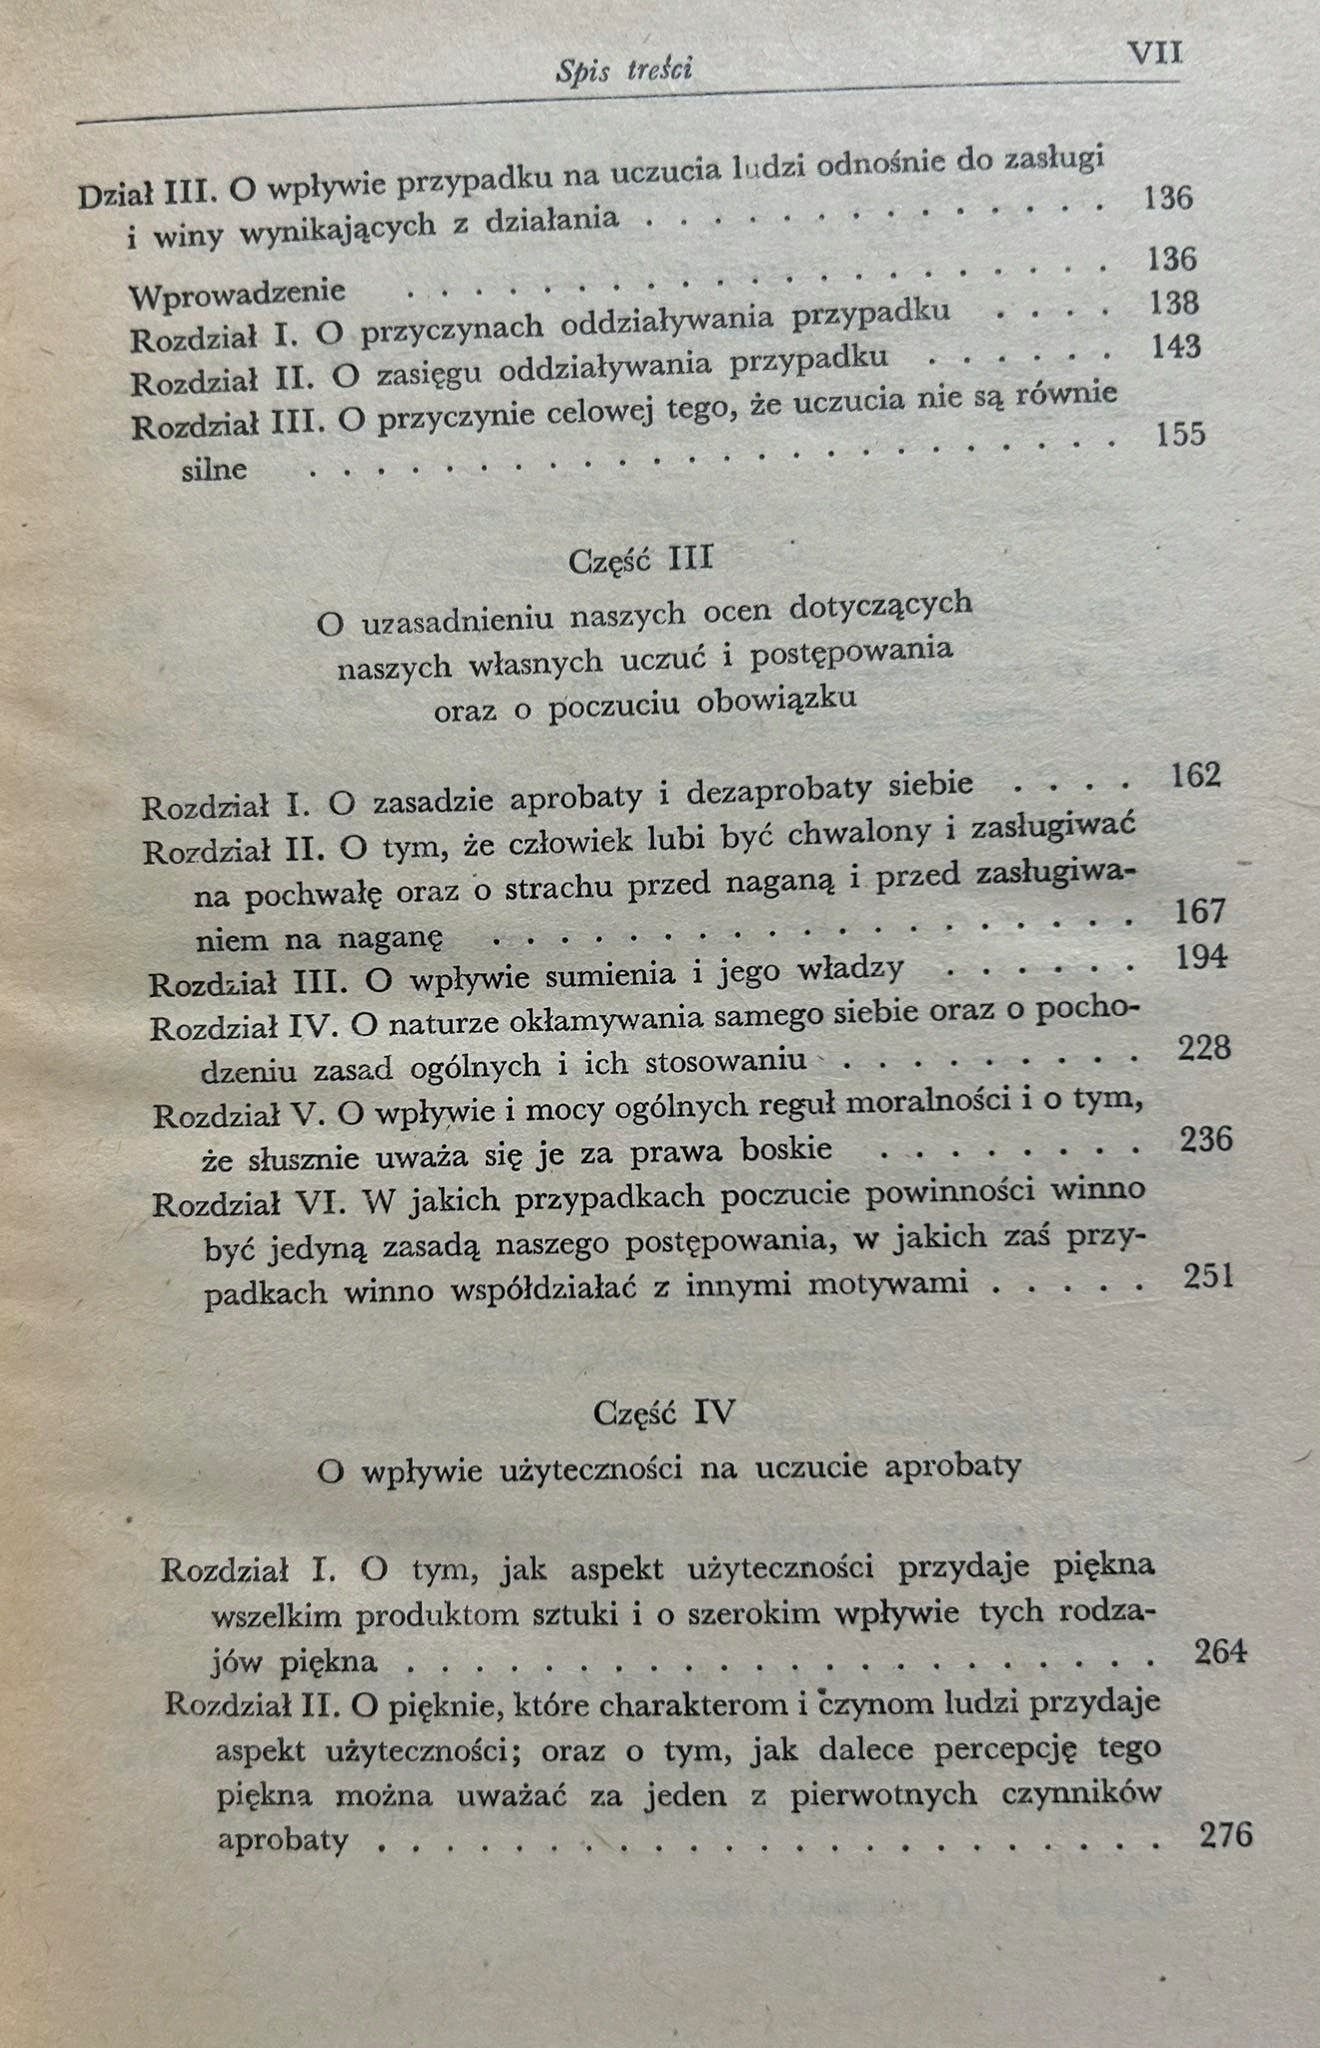 Spis treści VII
Dział III. O wpływie przypadku na uczucia ludzi odnośnie do zasługi
i winy wynikających z działania . . . . . . . . . . . . . . 136
Wprowadzenie . . . . . . . . . . . . . . . . . . . . . 136
Rozdział I. O przyczynach oddziaływania przypadku . . . . 138
Rozdział II. O zasięgu oddziaływania przypadku . . . . . . 143
Rozdział III. O przyczynie celowej tego, że uczucia nie są równie
silne . . . . . . . . . . . . . . . . . . . . . . . . 155
Część III
O uzasadnieniu naszych ocen dotyczących
naszych własnych uczuć i postępowania
oraz o poczuciu obowiązku
Rozdział I. O zasadzie aprobaty i dezaprobaty siebie . . . . 162
Rozdział II. O tym, że człowiek lubi być chwalony i zasługiwać
na pochwałę oraz o strachu przed naganą i przed zasługiwa-
niem na naganę . . . . . . . . . . . . . . . . . . . 167
Rozdział III. O wpływie sumienia i jego władzy . . . . . . 194
Rozdział IV. O naturze okłamywania samego siebie oraz o pocho-
dzeniu zasad ogólnych i ich stosowaniu . . . . . . . . . 228
Rozdział V. O wpływie i mocy ogólnych reguł moralności i o tym,
że słusznie uważa się je za prawa boskie . . . . . . . . 236
Rozdział VI. W jakich przypadkach poczucie powinności winno
być jedyną zasadą naszego postępowania, w jakich zaś przy-
padkach winno współdziałać z innymi motywami . . . . . 251
Część IV
O wpływie użyteczności na uczucie aprobaty
Rozdział I. O tym, jak aspekt użyteczności przydaje piękna
wszelkim produktom sztuki i o szerokim wpływie tych rodza-
jów piękna . . . . . . . . . . . . . . . . . . . . . . 264
Rozdział II. O pięknie, które charakterom i czynom ludzi przydaje
aspekt użyteczności; oraz o tym, jak dalece percepcję tego
piękna można uważać za jeden z pierwotnych czynników
aprobaty . . . . . . . . . . . . . . . . . . . . . . . 276